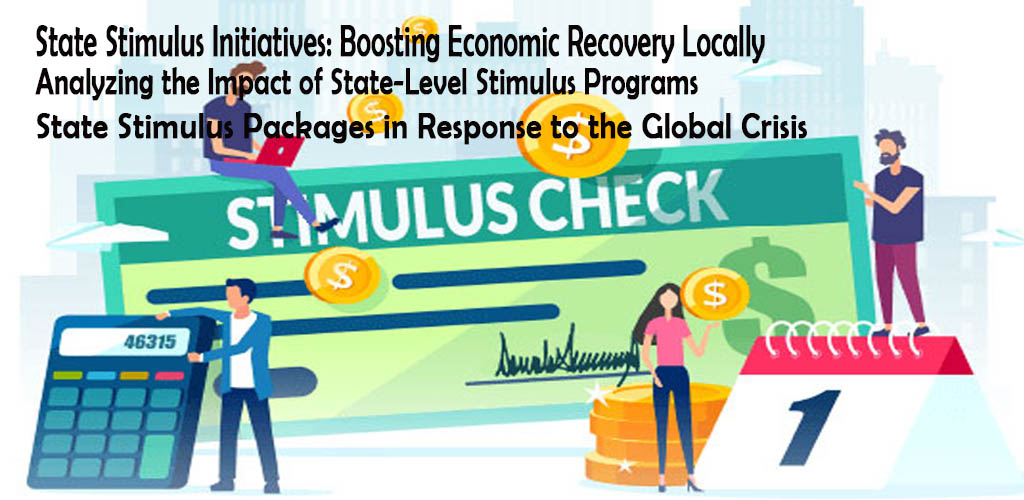 State Stimulus Initiatives: Boosting Economic Recovery Locally
Analyzing the Impact of State-Level Stimulus Programs
State Stimulus Packages in Response to the Global Crisis
STIMULUS CHECK
$
$
$
$
$
46315
1